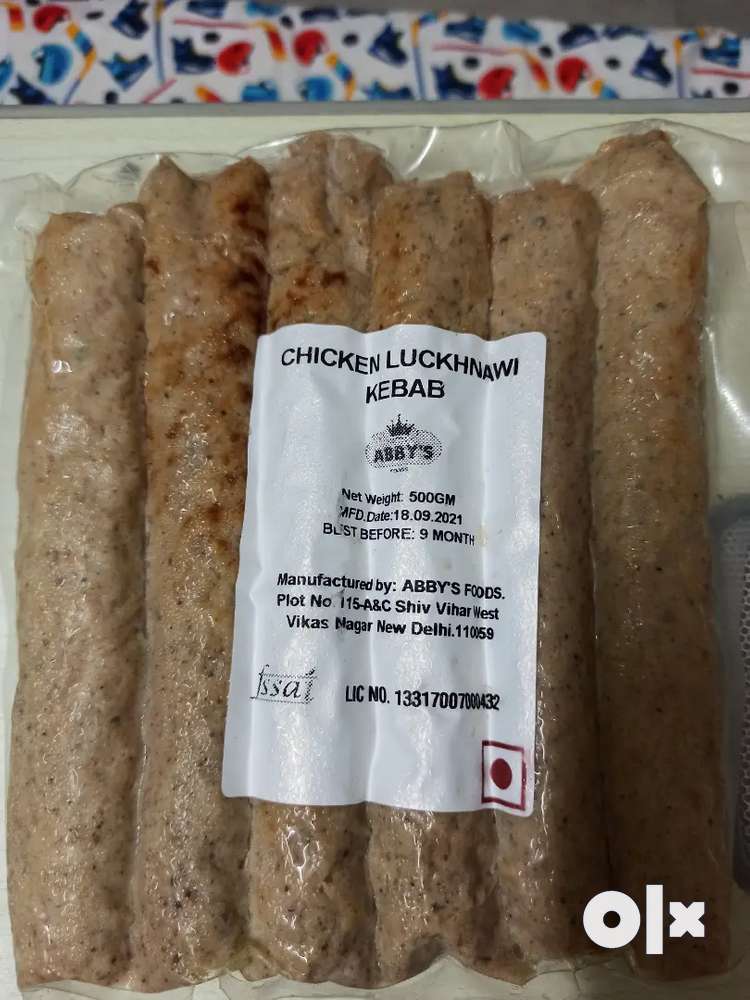 CHICKEN LUCKHNAWI
KEBAB
ABBY'S
FOODS
Net Weight: 500GM
MFD.Date:18.09.2021
BEST BEFORE: 9 MONTH
Manufactured by: ABBY'S FOODS.
Plot No. 115-A&C Shiv Vihar West
Vikas Nagar New Delhi.110059
fssai
LIC NO. 13317007000432
olx